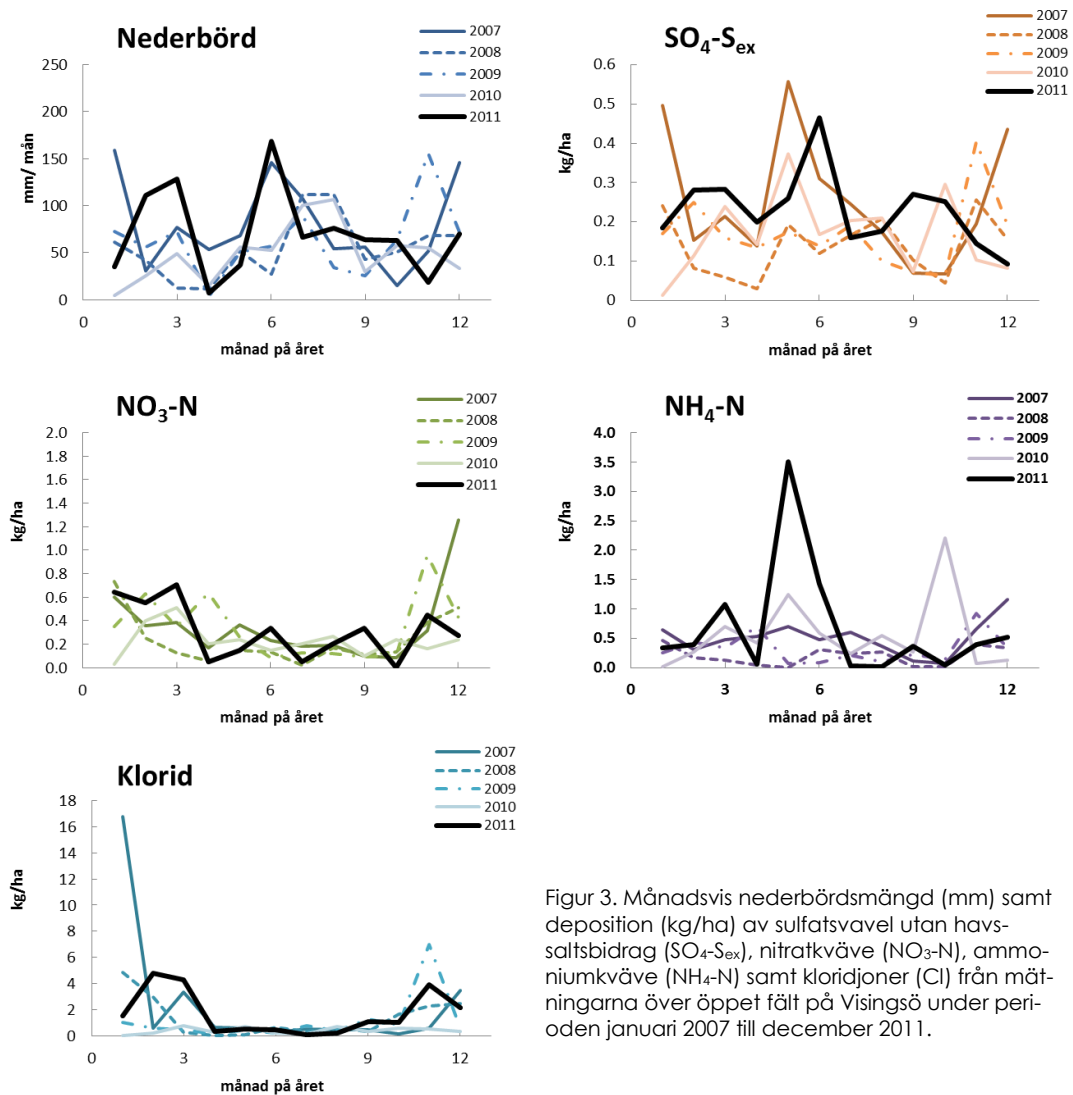 Nederbörd
2007
2008
2009
2010
2011
250
200
150
100
50
0
mm/ mån
0 3 6 9 12
månad på året
SO₄-Sₑₓ
2007
2008
2009
2010
2011
0.6
0.5
0.4
0.3
0.2
0.1
0
kg/ha
0 3 6 9 12
månad på året
NO₃-N
2007
2008
2009
2010
2011
2.0
1.8
1.6
1.4
1.2
1.0
0.8
0.6
0.4
0.2
0.0
kg/ha
0 3 6 9 12
månad på året
NH₄-N
2007
2008
2009
2010
2011
4.0
3.5
3.0
2.5
2.0
1.5
1.0
0.5
0.0
kg/ha
0 3 6 9 12
månad på året
Klorid
2007
2008
2009
2010
2011
18
16
14
12
10
8
6
4
2
0
kg/ha
0 3 6 9 12
månad på året
Figur 3. Månadsvis nederbördsmängd (mm) samt
deposition (kg/ha) av sulfatsvavel utan havs-
saltsbidrag (SO₄-Sₑₓ), nitratkväve (NO₃-N), ammo-
niumkväve (NH₄-N) samt kloridjoner (Cl) från mät-
ningarna över öppet fält på Visingsö under peri-
oden januari 2007 till december 2011.